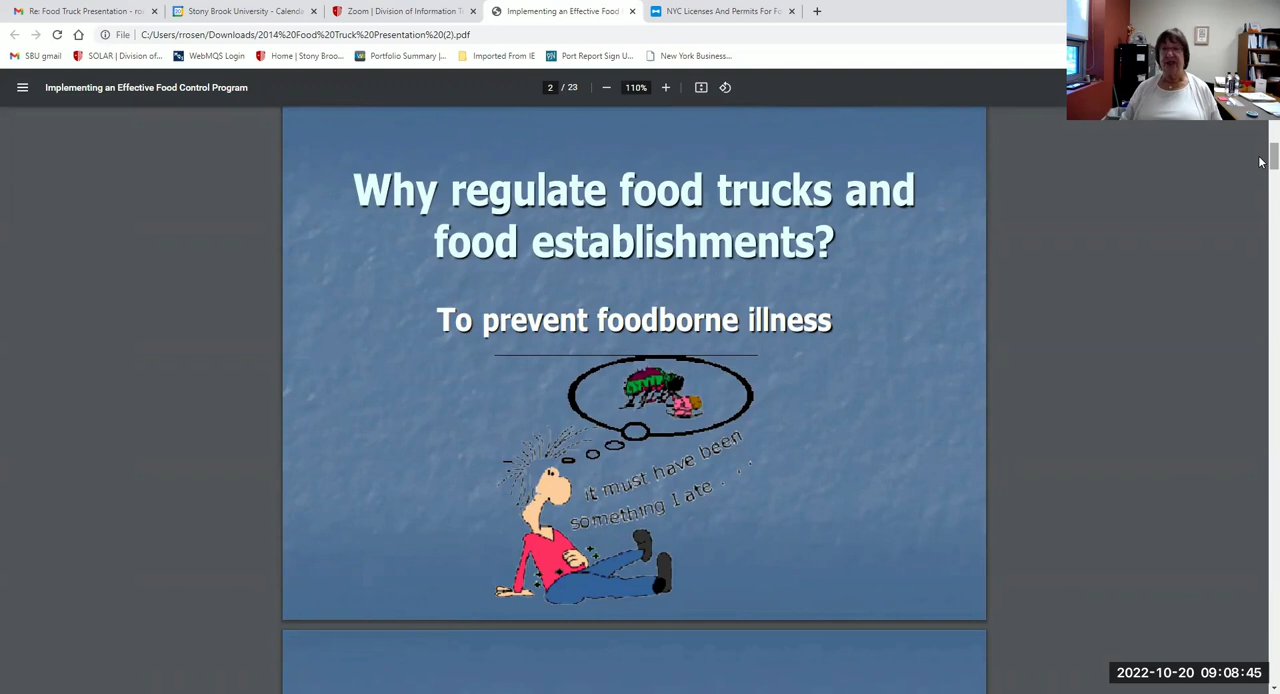 Re: Food Truck Presentation - ro
Stony Brook University - Calenda
Zoom | Division of Information T
Implementing an Effective Food
NYC Licenses And Permits For Fo
File
C:/Users/rrosen/Downloads/2014%20Food%20Truck%20Presentation%20(2).pdf
SBU gmail
SOLAR | Division of...
WebMQS Login
Home | Stony Broo...
Portfolio Summary |...
Imported From IE
Port Report Sign U...
New York Business...
Implementing an Effective Food Control Program
2 / 23
110%
Why regulate food trucks and
food establishments?
To prevent foodborne illness
it must have been
something I ate . . .
2022-10-20 09:08:45